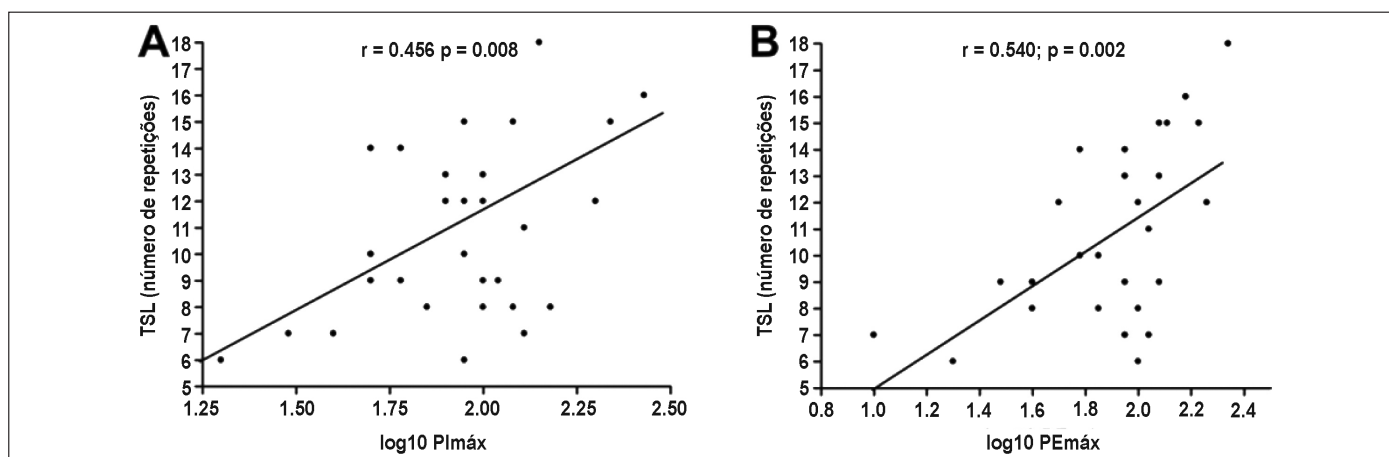 A
r = 0.456 p = 0.008
TSL (número de repetições)
18
17
16
15
14
13
12
11
10
9
8
7
6
5
1.25 1.50 1.75 2.00 2.25 2.50
log10 PImáx
B
r = 0.540; p = 0.002
TSL (número de repetições)
18
17
16
15
14
13
12
11
10
9
8
7
6
5
0.8 1.0 1.2 1.4 1.6 1.8 2.0 2.2 2.4
log10 PEmáx